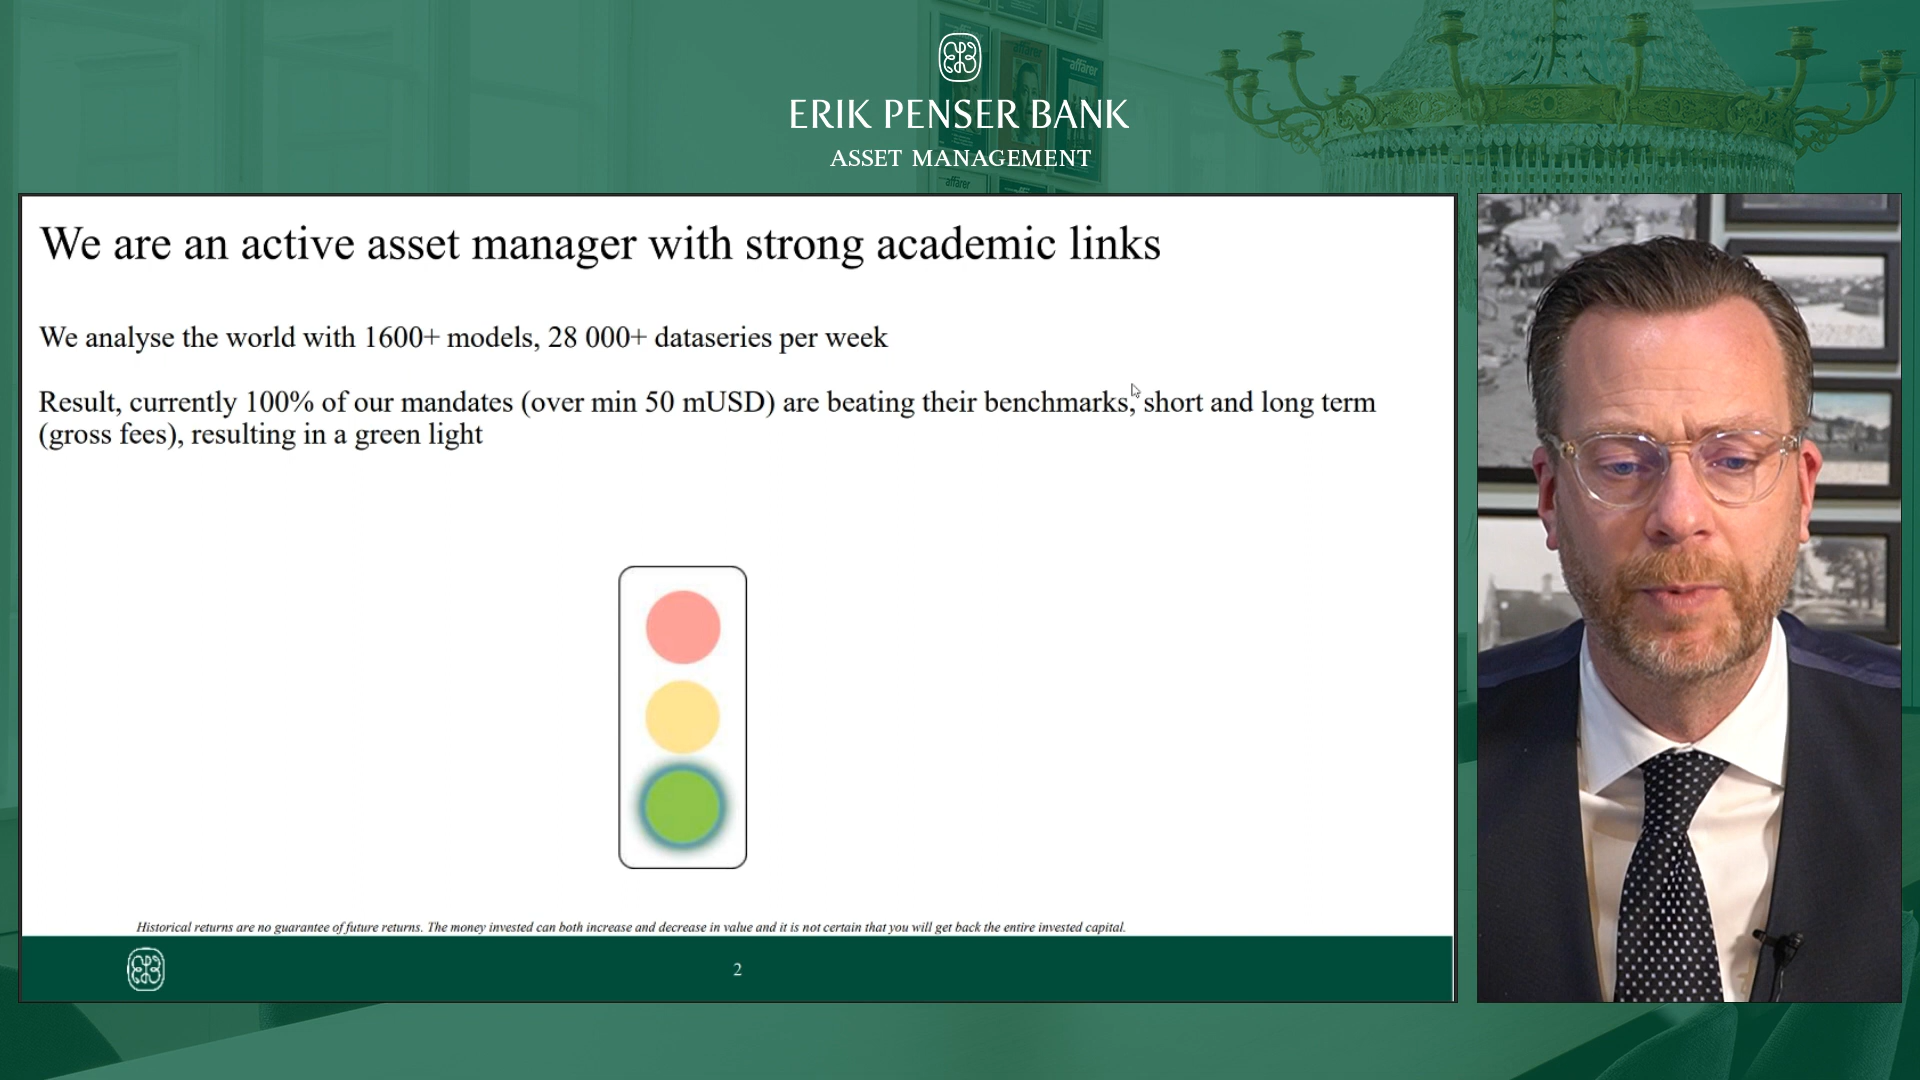 affärer
affärer
ERIK PENSER BANK
ASSET MANAGEMENT
affärer
We are an active asset manager with strong academic links
We analyse the world with 1600+ models, 28 000+ dataseries per week
Result, currently 100% of our mandates (over min 50 mUSD) are beating their benchmarks, short and long term
(gross fees), resulting in a green light
Historical returns are no guarantee of future returns. The money invested can both increase and decrease in value and it is not certain that you will get back the entire invested capital.
2